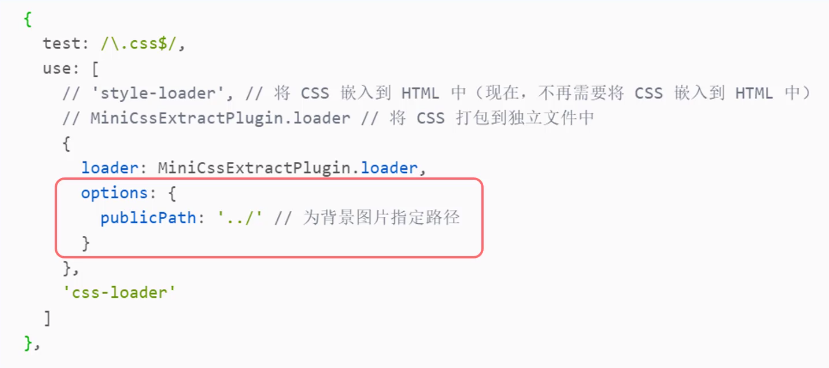 {
  test: /\.css$/,
  use: [
    // 'style-loader', // 将 CSS 嵌入到 HTML 中（现在，不再需要将 CSS 嵌入到 HTML 中）
    // MiniCssExtractPlugin.loader // 将 CSS 打包到独立文件中
    {
      loader: MiniCssExtractPlugin.loader,
      options: {
        publicPath: '../' // 为背景图片指定路径
      }
    },
    'css-loader'
  ]
},